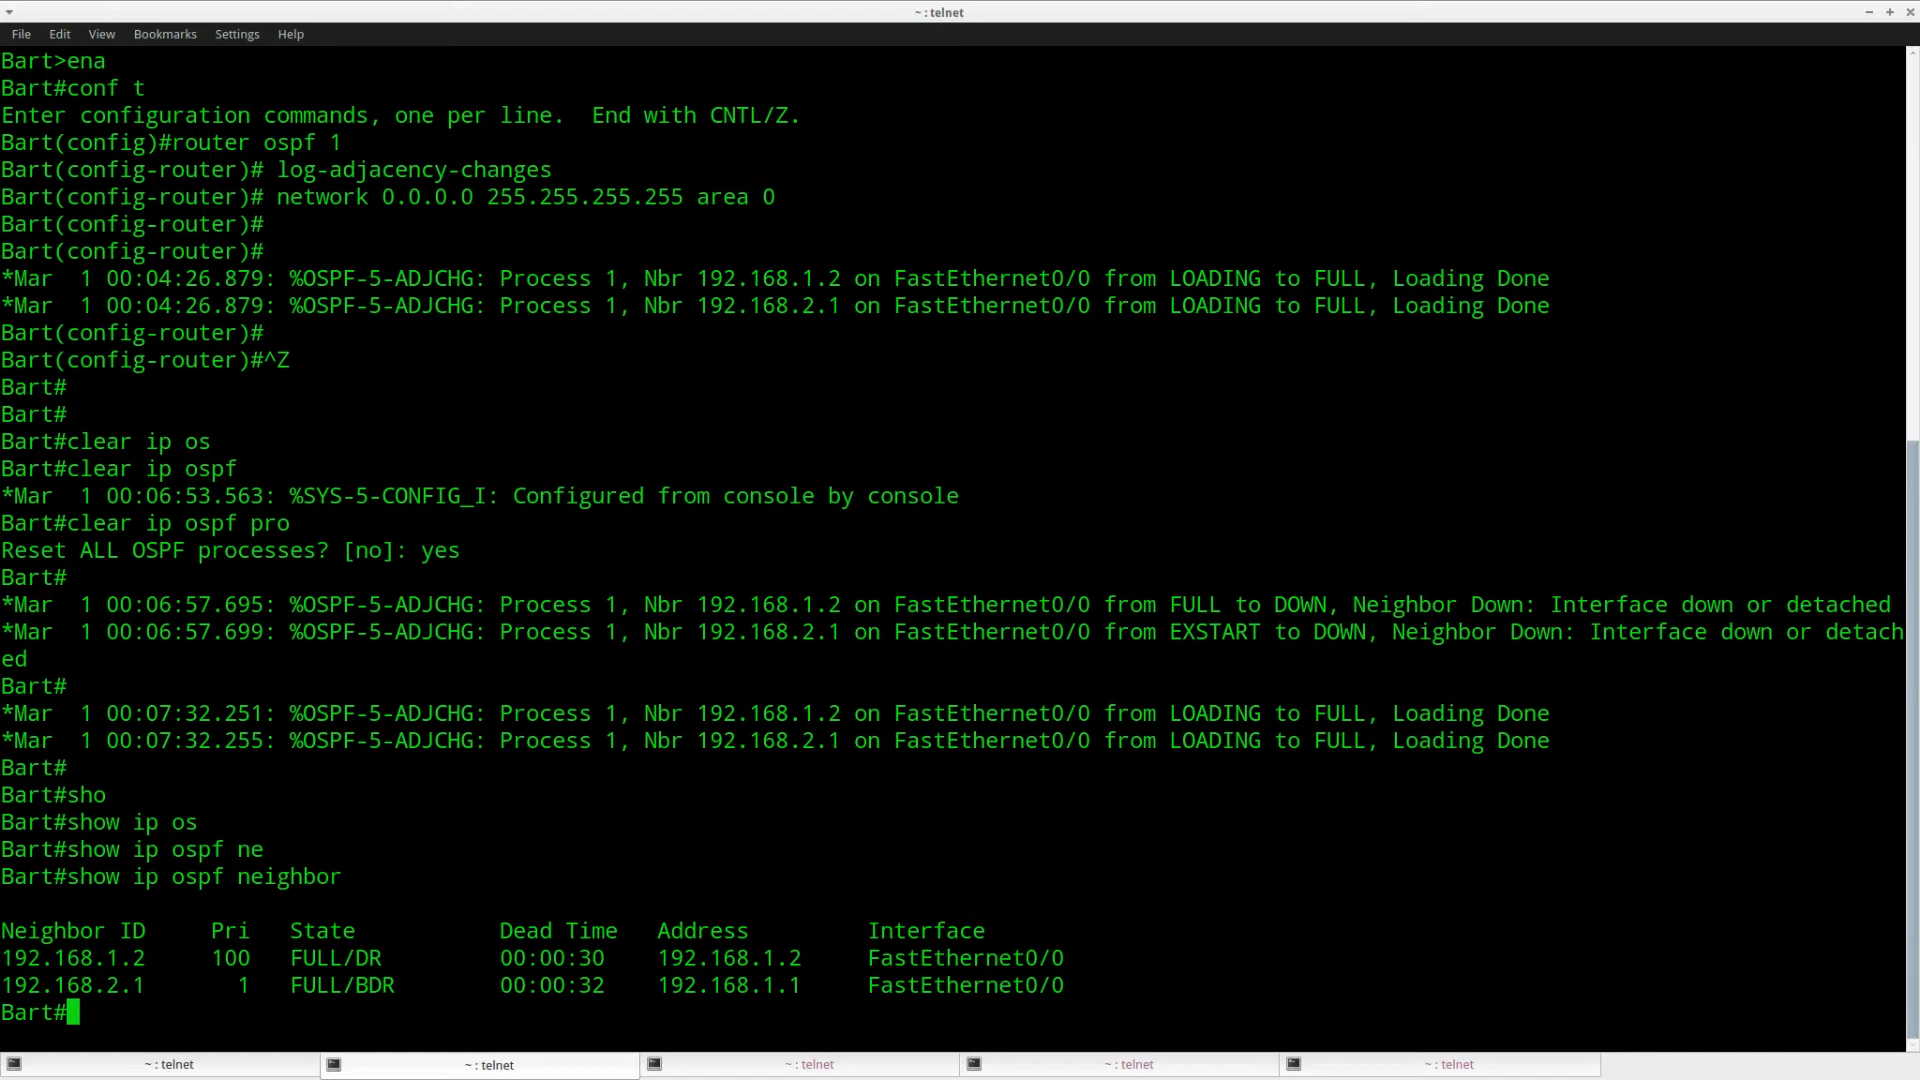 ~ : telnet
File Edit View Bookmarks Settings Help
Bart>ena
Bart#conf t
Enter configuration commands, one per line.  End with CNTL/Z.
Bart(config)#router ospf 1
Bart(config-router)# log-adjacency-changes
Bart(config-router)# network 0.0.0.0 255.255.255.255 area 0
Bart(config-router)#
Bart(config-router)#
*Mar  1 00:04:26.879: %OSPF-5-ADJCHG: Process 1, Nbr 192.168.1.2 on FastEthernet0/0 from LOADING to FULL, Loading Done
*Mar  1 00:04:26.879: %OSPF-5-ADJCHG: Process 1, Nbr 192.168.2.1 on FastEthernet0/0 from LOADING to FULL, Loading Done
Bart(config-router)#
Bart(config-router)#^Z
Bart#
Bart#
Bart#clear ip os
Bart#clear ip ospf
*Mar  1 00:06:53.563: %SYS-5-CONFIG_I: Configured from console by console
Bart#clear ip ospf pro
Reset ALL OSPF processes? [no]: yes
Bart#
*Mar  1 00:06:57.695: %OSPF-5-ADJCHG: Process 1, Nbr 192.168.1.2 on FastEthernet0/0 from FULL to DOWN, Neighbor Down: Interface down or detached
*Mar  1 00:06:57.699: %OSPF-5-ADJCHG: Process 1, Nbr 192.168.2.1 on FastEthernet0/0 from EXSTART to DOWN, Neighbor Down: Interface down or detach
ed
Bart#
*Mar  1 00:07:32.251: %OSPF-5-ADJCHG: Process 1, Nbr 192.168.1.2 on FastEthernet0/0 from LOADING to FULL, Loading Done
*Mar  1 00:07:32.255: %OSPF-5-ADJCHG: Process 1, Nbr 192.168.2.1 on FastEthernet0/0 from LOADING to FULL, Loading Done
Bart#
Bart#sho
Bart#show ip os
Bart#show ip ospf ne
Bart#show ip ospf neighbor
Neighbor ID     Pri   State           Dead Time   Address         Interface
192.168.1.2     100   FULL/DR         00:00:30    192.168.1.2     FastEthernet0/0
192.168.2.1       1   FULL/BDR        00:00:32    192.168.1.1     FastEthernet0/0
Bart#
~ : telnet ~ : telnet ~ : telnet ~ : telnet ~ : telnet